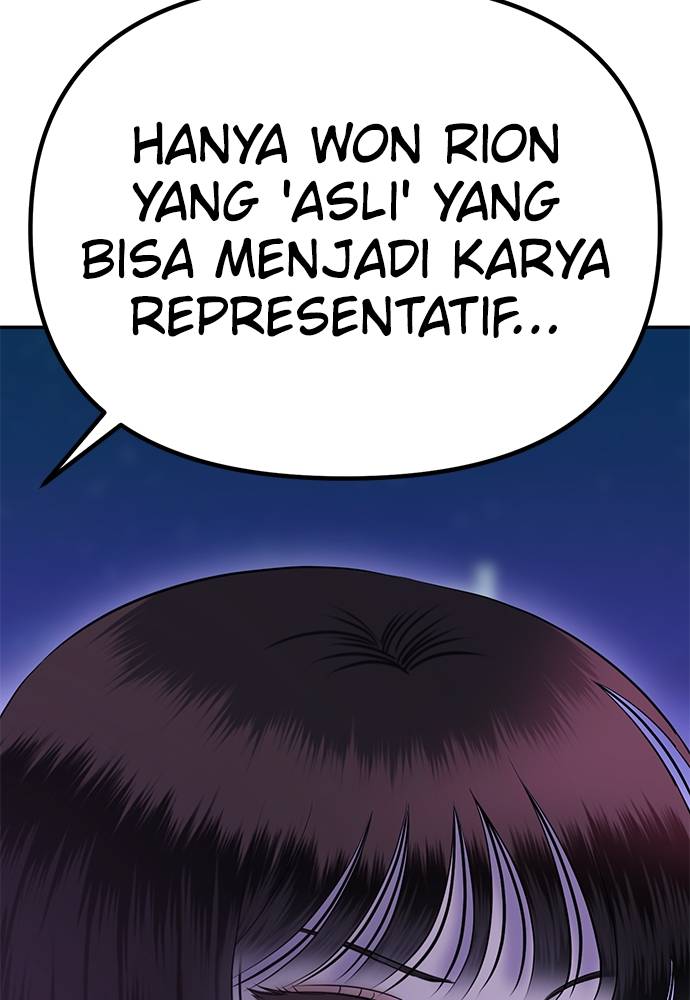 HANYA WON RION
YANG 'ASLI' YANG
BISA MENJADI KARYA
REPRESENTATIF...